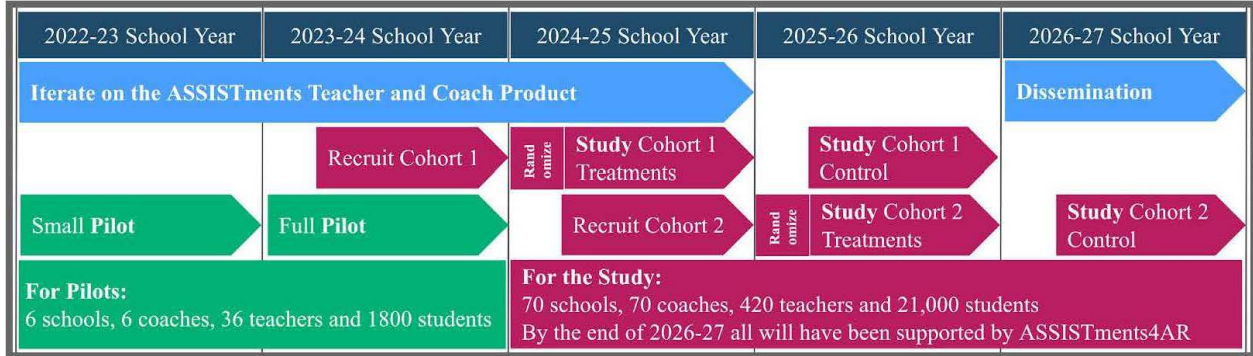 2022-23 School Year
2023-24 School Year
2024-25 School Year
2025-26 School Year
2026-27 School Year
Iterate on the ASSISTments Teacher and Coach Product
Dissemination
Recruit Cohort 1
Rand
omize
Study Cohort 1
Treatments
Study Cohort 1
Control
Small Pilot
Full Pilot
Recruit Cohort 2
Rand
omize
Study Cohort 2
Treatments
Study Cohort 2
Control
For Pilots:
6 schools, 6 coaches, 36 teachers and 1800 students
For the Study:
70 schools, 70 coaches, 420 teachers and 21,000 students
By the end of 2026-27 all will have been supported by ASSISTments4AR